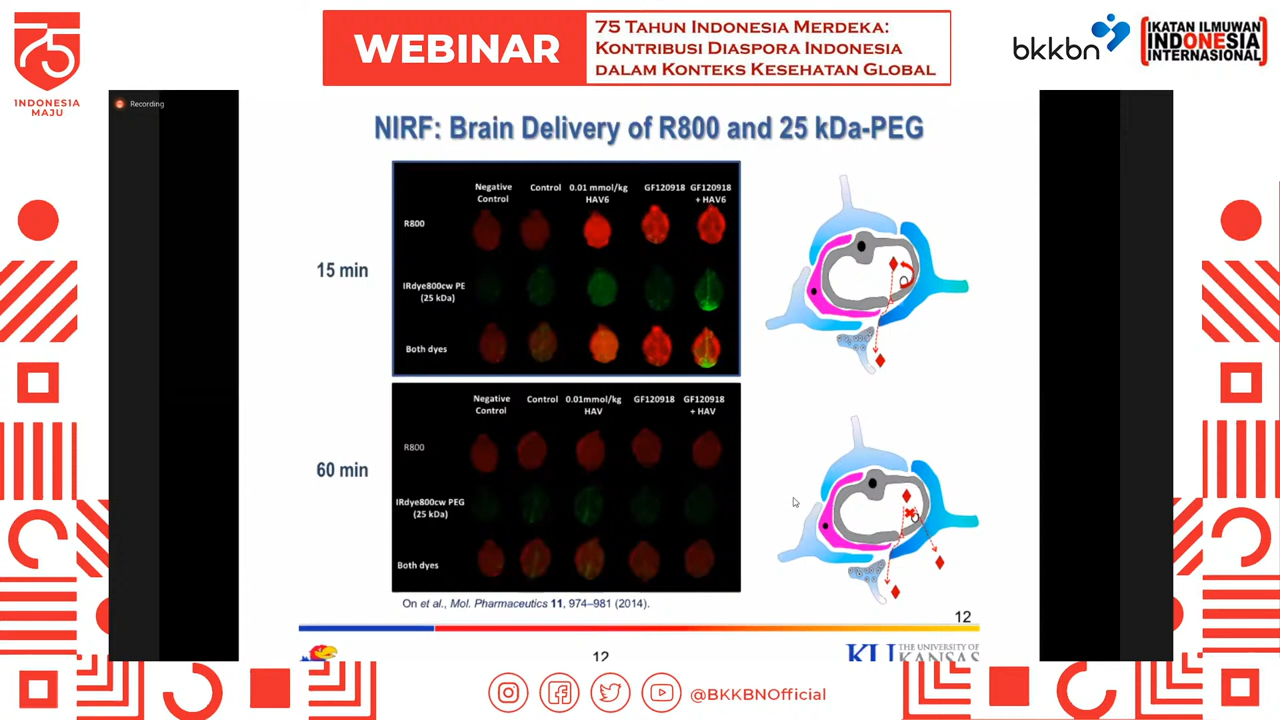 75
INDONESIA
MAJU
WEBINAR
75 TAHUN INDONESIA MERDEKA:
KONTRIBUSI DIASPORA INDONESIA
DALAM KONTEKS KESEHATAN GLOBAL
bkkbn
IKATAN ILMUWAN
INDONESIA
INTERNASIONAL
Recording
NIRF: Brain Delivery of R800 and 25 kDa-PEG
15 min
Negative Control
Control
0.01 mmol/kg HAV6
GF120918
GF120918 + HAV6
R800
IRdye800cw PE
(25 kDa)
Both dyes
60 min
Negative Control
Control
0.01mmol/kg HAV
GF120918
GF120918 + HAV
R800
IRdye800cw PEG
(25 kDa)
Both dyes
On et al., Mol. Pharmaceutics 11, 974–981 (2014).
12
12
KU THE UNIVERSITY OF
KANSAS
@BKKBNOfficial